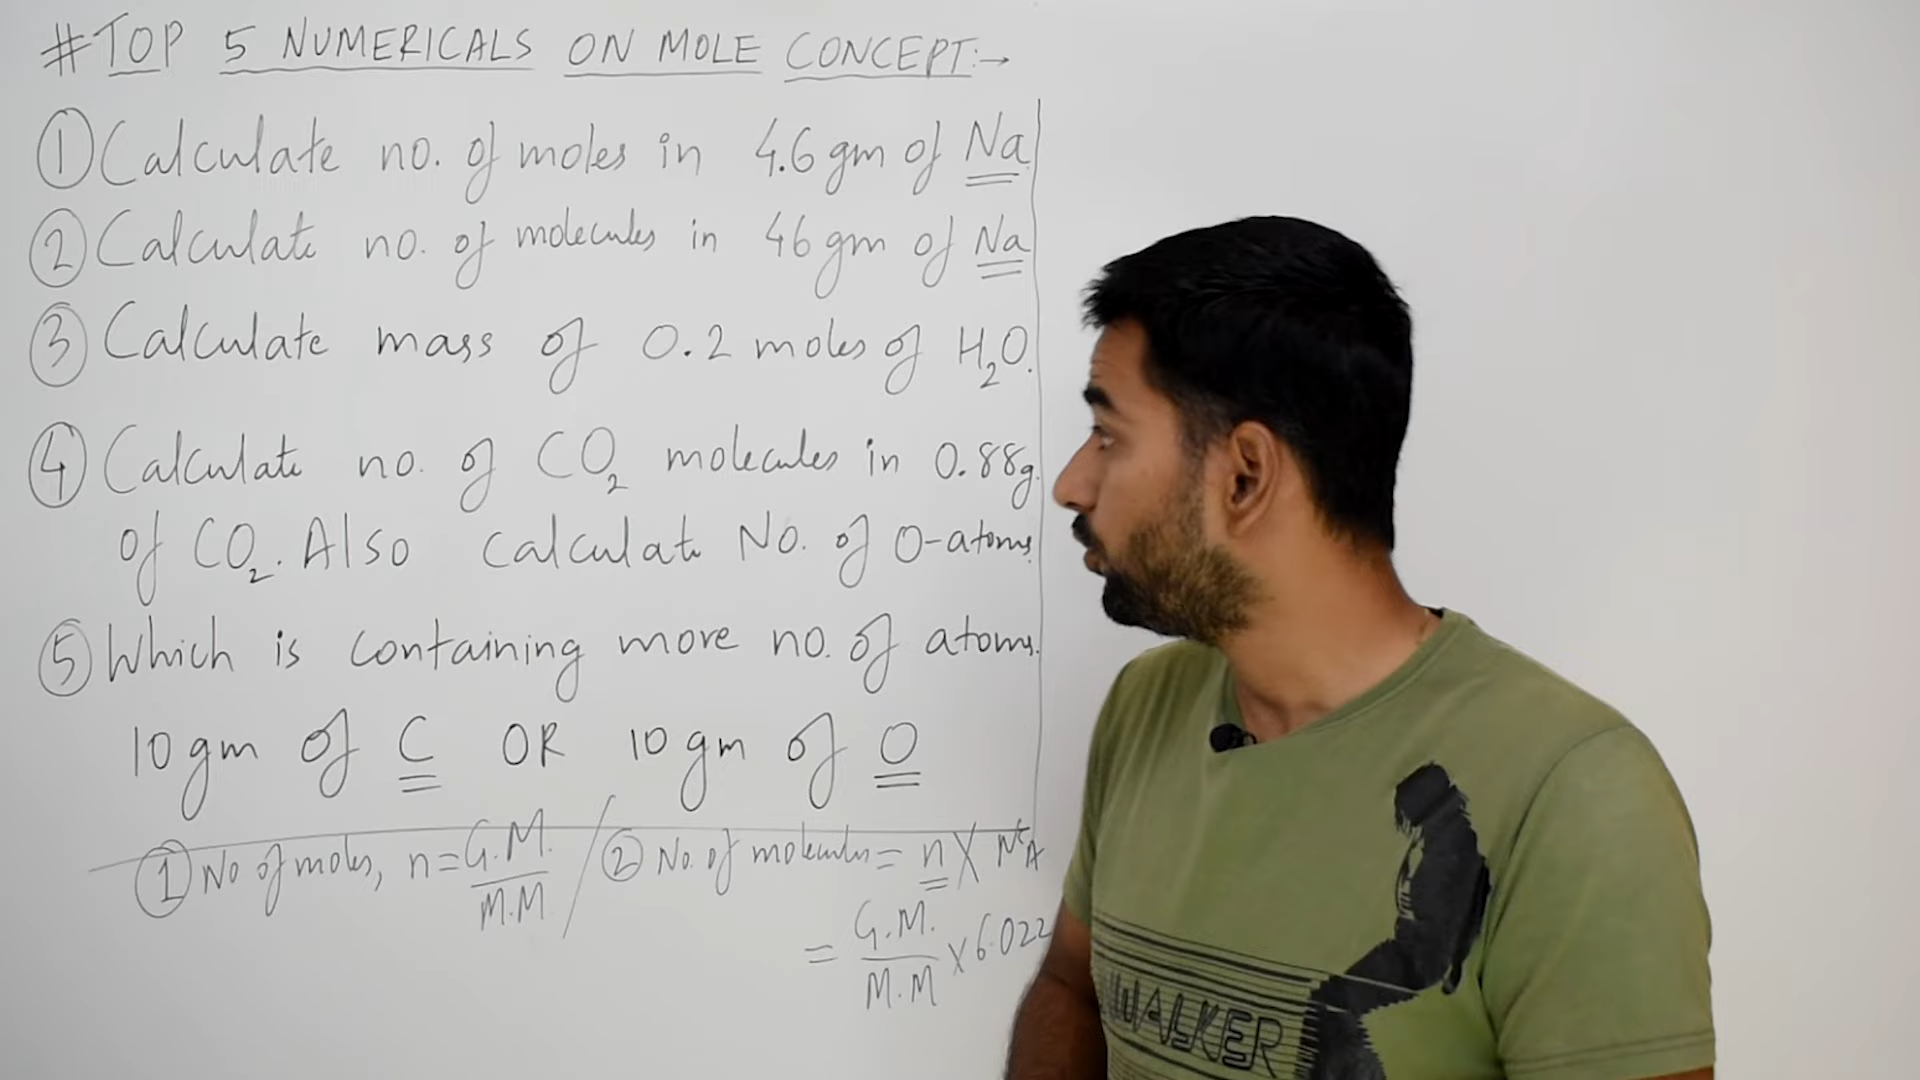 #TOP 5 NUMERICALS ON MOLE CONCEPT:→
① Calculate no. of moles in 4.6 gm of Na
② Calculate no. of molecules in 46 gm of Na
③ Calculate mass of 0.2 moles of H₂O.
④ Calculate no. of CO₂ molecules in 0.88g.
of CO₂. Also calculate No. of O-atoms.
⑤ Which is containing more no. of atoms.
10 gm of C OR 10 gm of O
① No of moles, n = G.M. / M.M
② No. of molecules = n X NA
= G.M. / M.M X 6.022
WALKER